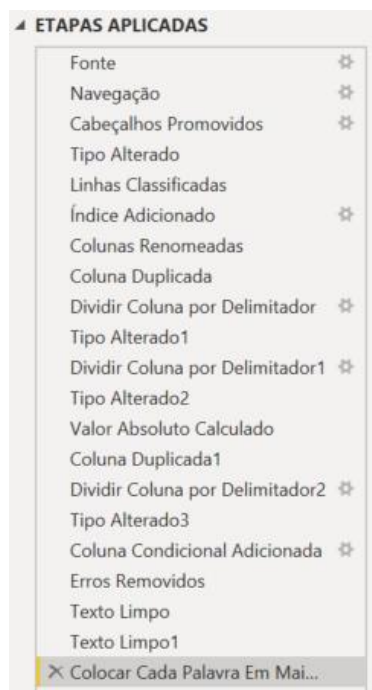 ETAPAS APLICADAS
Fonte
Navegação
Cabeçalhos Promovidos
Tipo Alterado
Linhas Classificadas
Índice Adicionado
Colunas Renomeadas
Coluna Duplicada
Dividir Coluna por Delimitador
Tipo Alterado1
Dividir Coluna por Delimitador1
Tipo Alterado2
Valor Absoluto Calculado
Coluna Duplicada1
Dividir Coluna por Delimitador2
Tipo Alterado3
Coluna Condicional Adicionada
Erros Removidos
Texto Limpo
Texto Limpo1
Colocar Cada Palavra Em Mai...